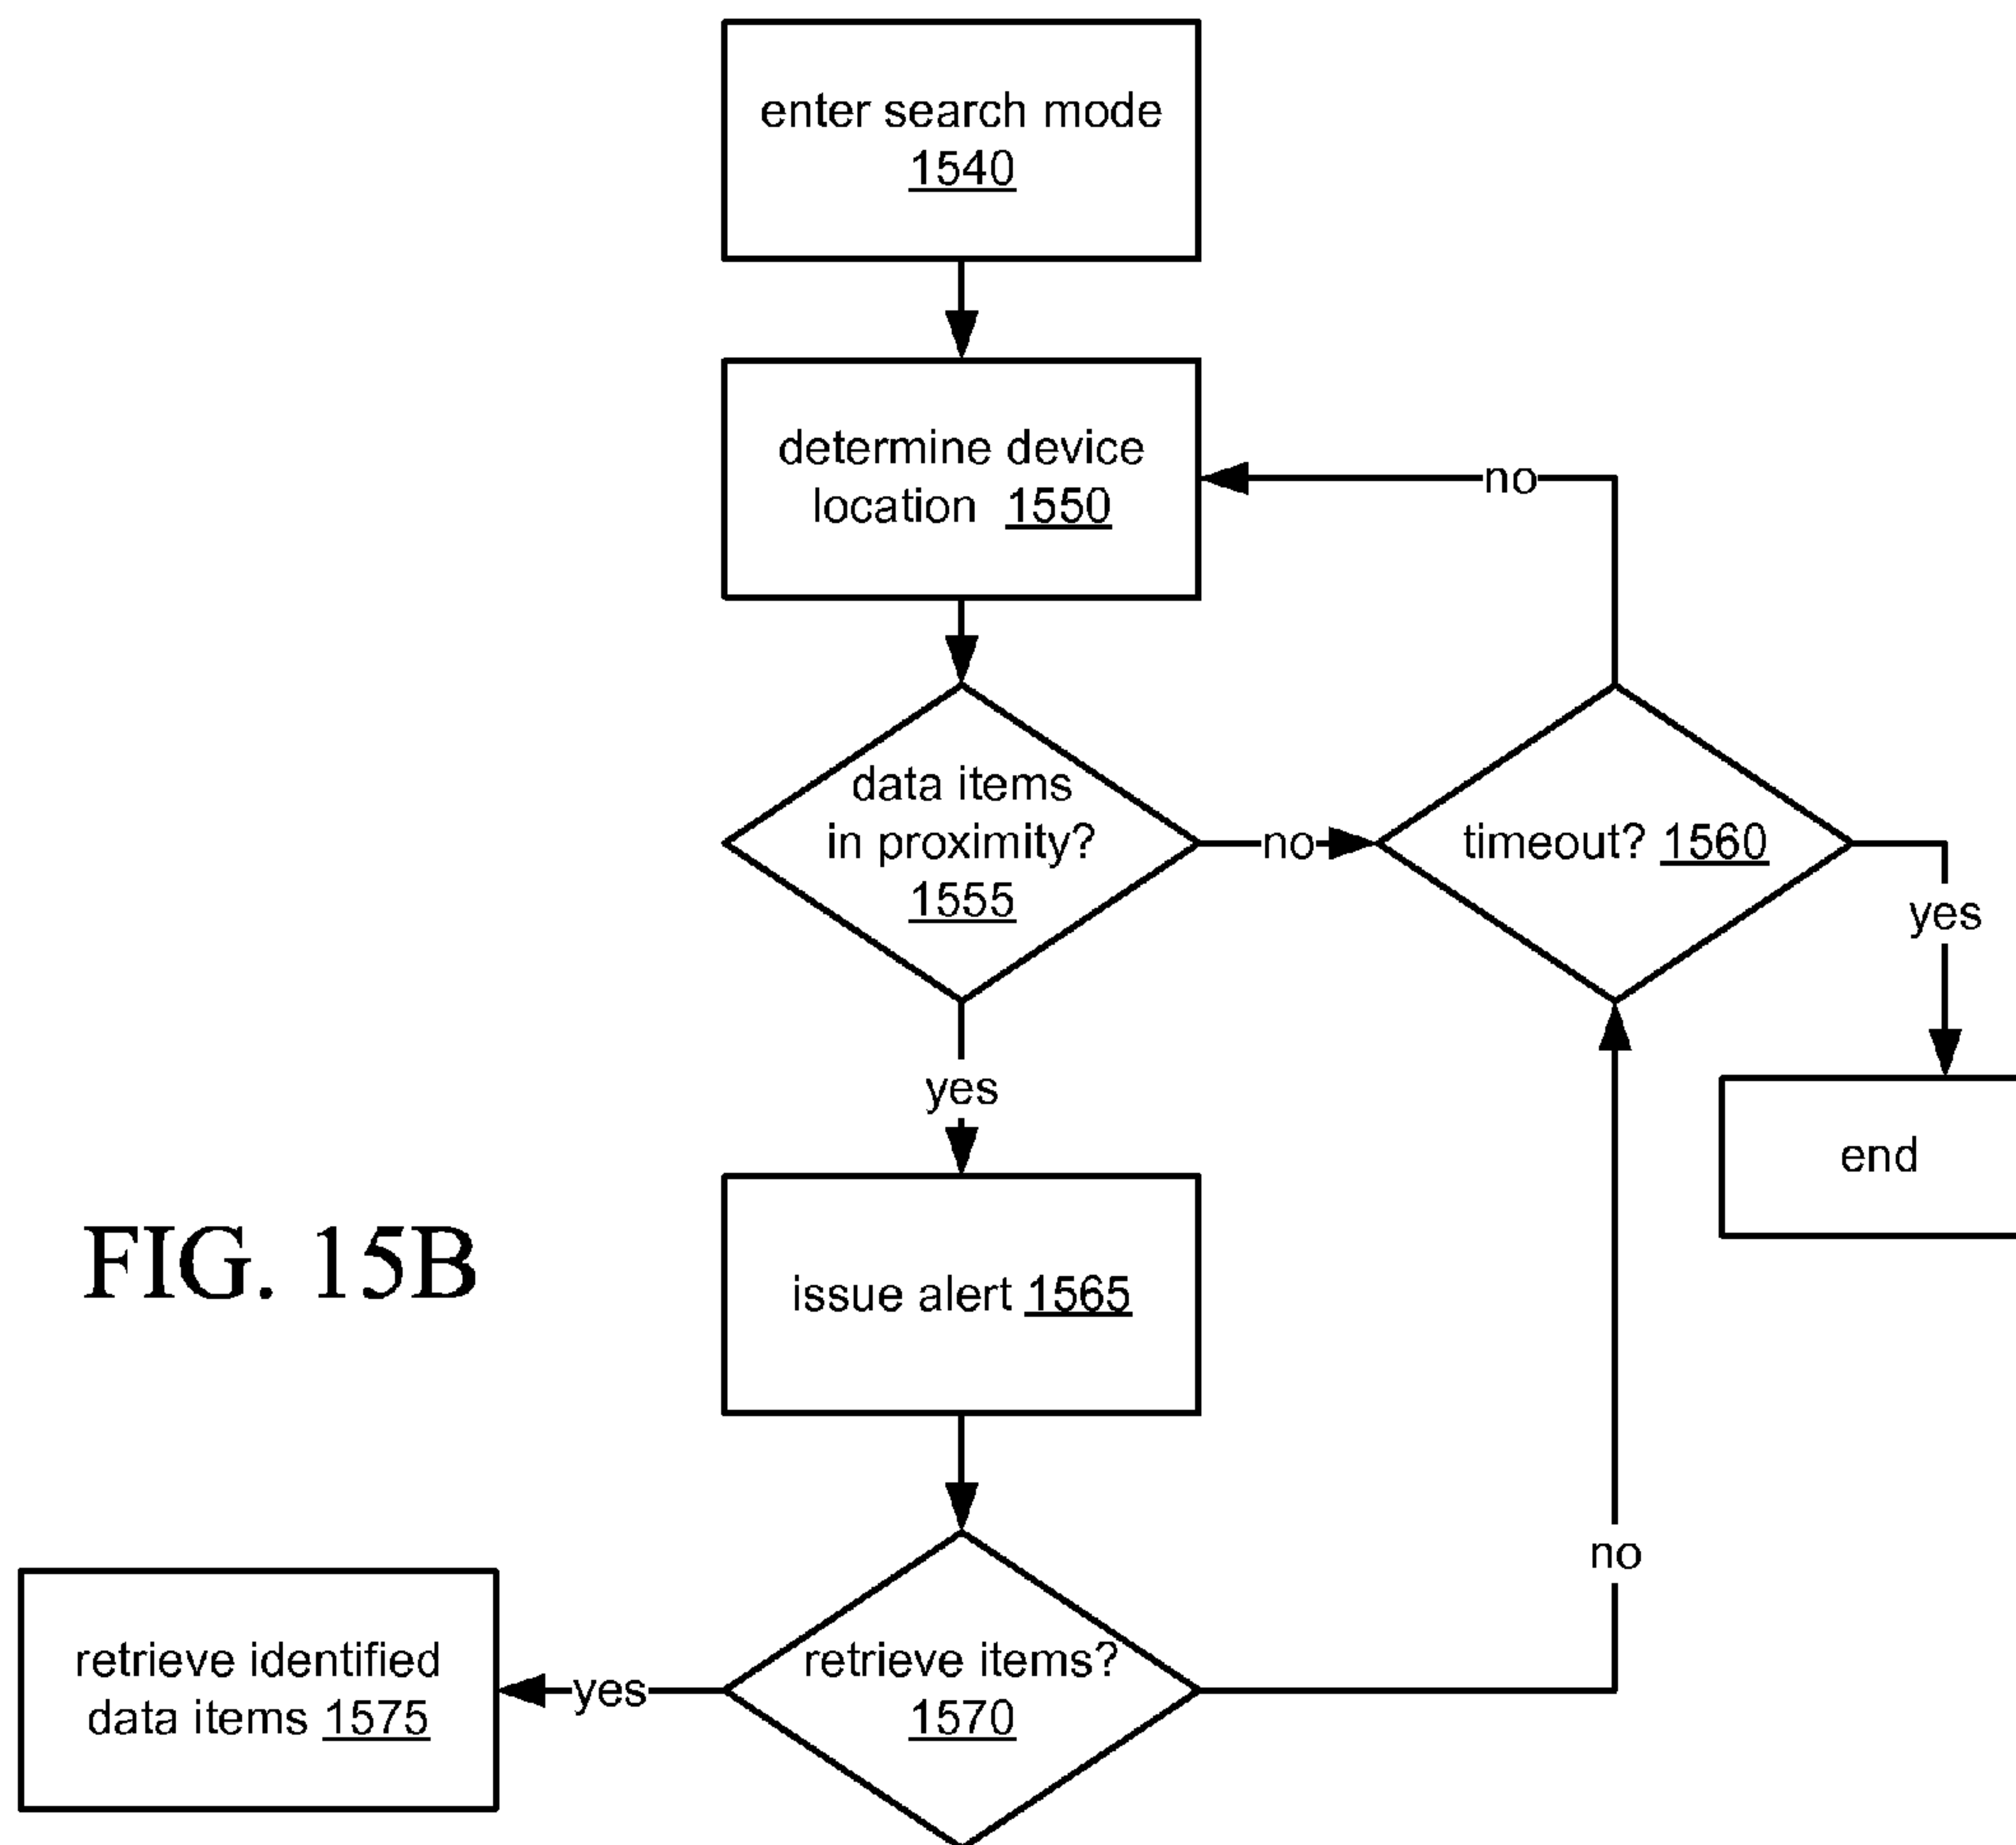 enter search mode
1540
determine device
location 1550
no
data items
in proximity?
1555
no
timeout? 1560
yes
yes
end
FIG. 15B
issue alert 1565
no
retrieve identified
data items 1575
yes
retrieve items?
1570